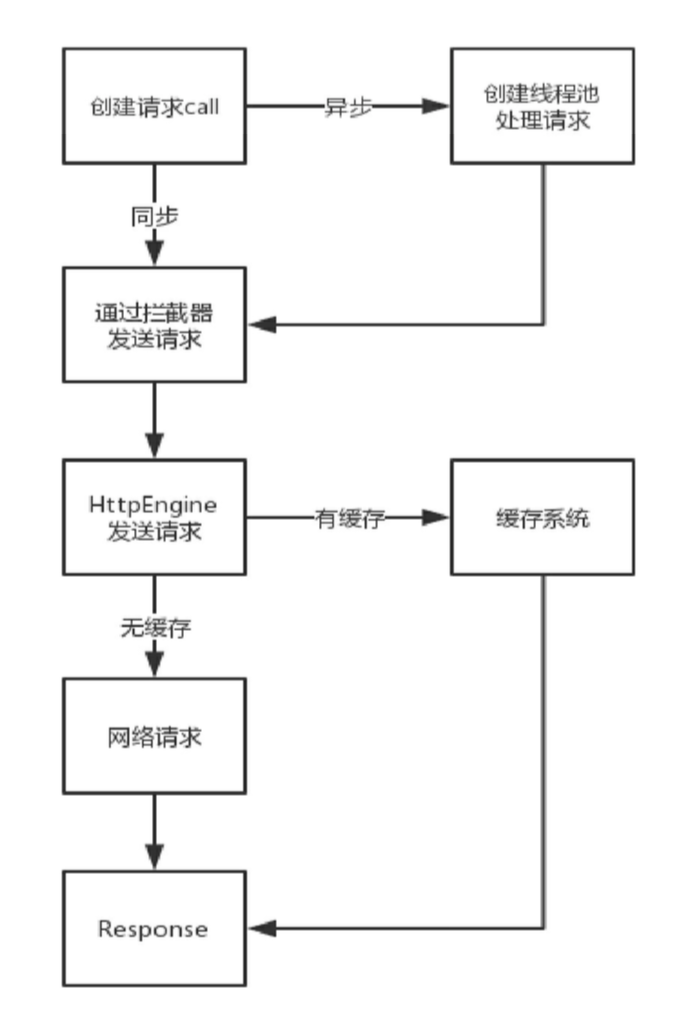 创建请求call
异步
创建线程池
处理请求
同步
通过拦截器
发送请求
HttpEngine
发送请求
有缓存
缓存系统
无缓存
网络请求
Response